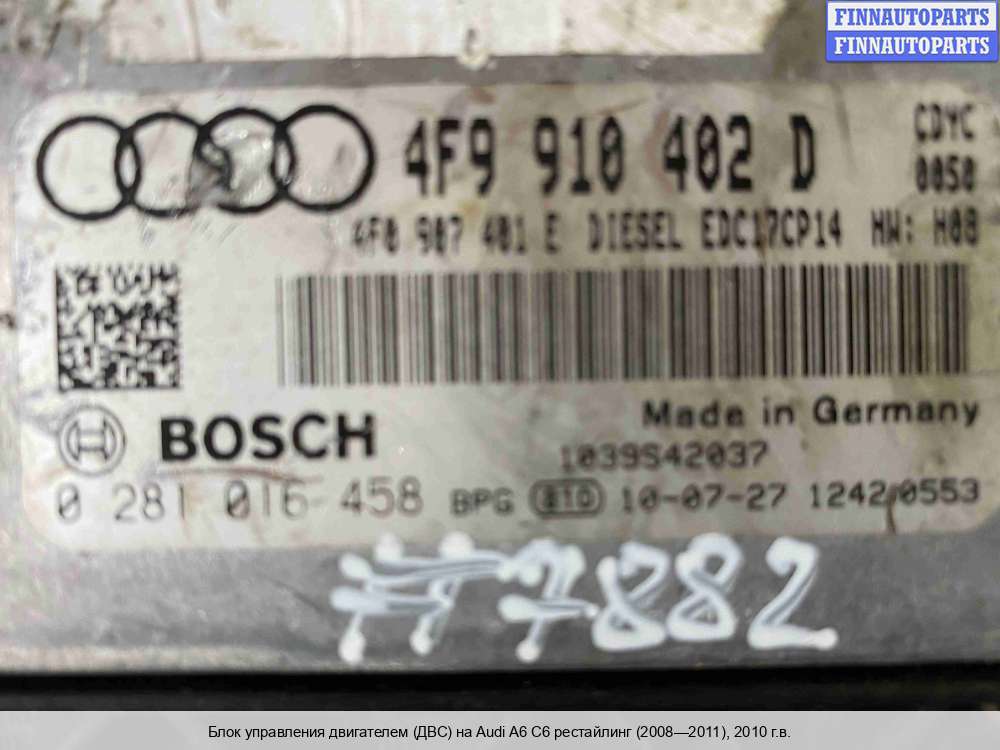 FINNAUTOPARTS
FINNAUTOPARTS
4F9 910 402 D
CDYC
0050
4F0 907 401 E DIESEL EDC17CP14 HW: H08
BOSCH
Made in Germany
1039S42037
0 281 016 458 BPG 010 10-07-27 1242 0553
#7882
Блок управления двигателем (ДВС) на Audi A6 C6 рестайлинг (2008—2011), 2010 г.в.